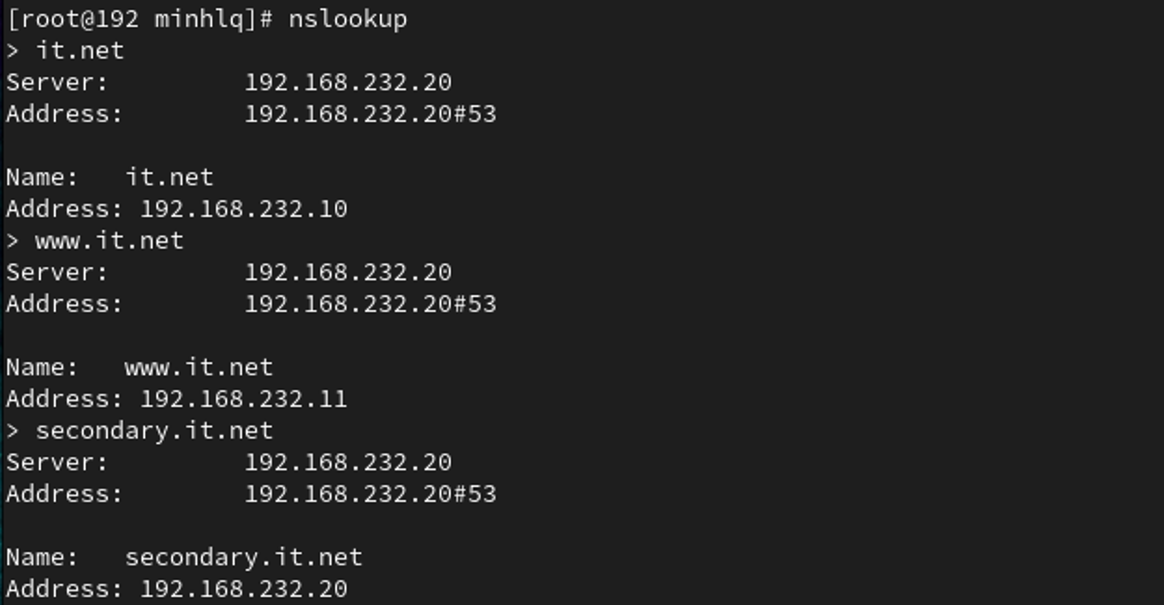 [root@192 minhlq]# nslookup
> it.net
Server:         192.168.232.20
Address:        192.168.232.20#53

Name:   it.net
Address: 192.168.232.10
> www.it.net
Server:         192.168.232.20
Address:        192.168.232.20#53

Name:   www.it.net
Address: 192.168.232.11
> secondary.it.net
Server:         192.168.232.20
Address:        192.168.232.20#53

Name:   secondary.it.net
Address: 192.168.232.20